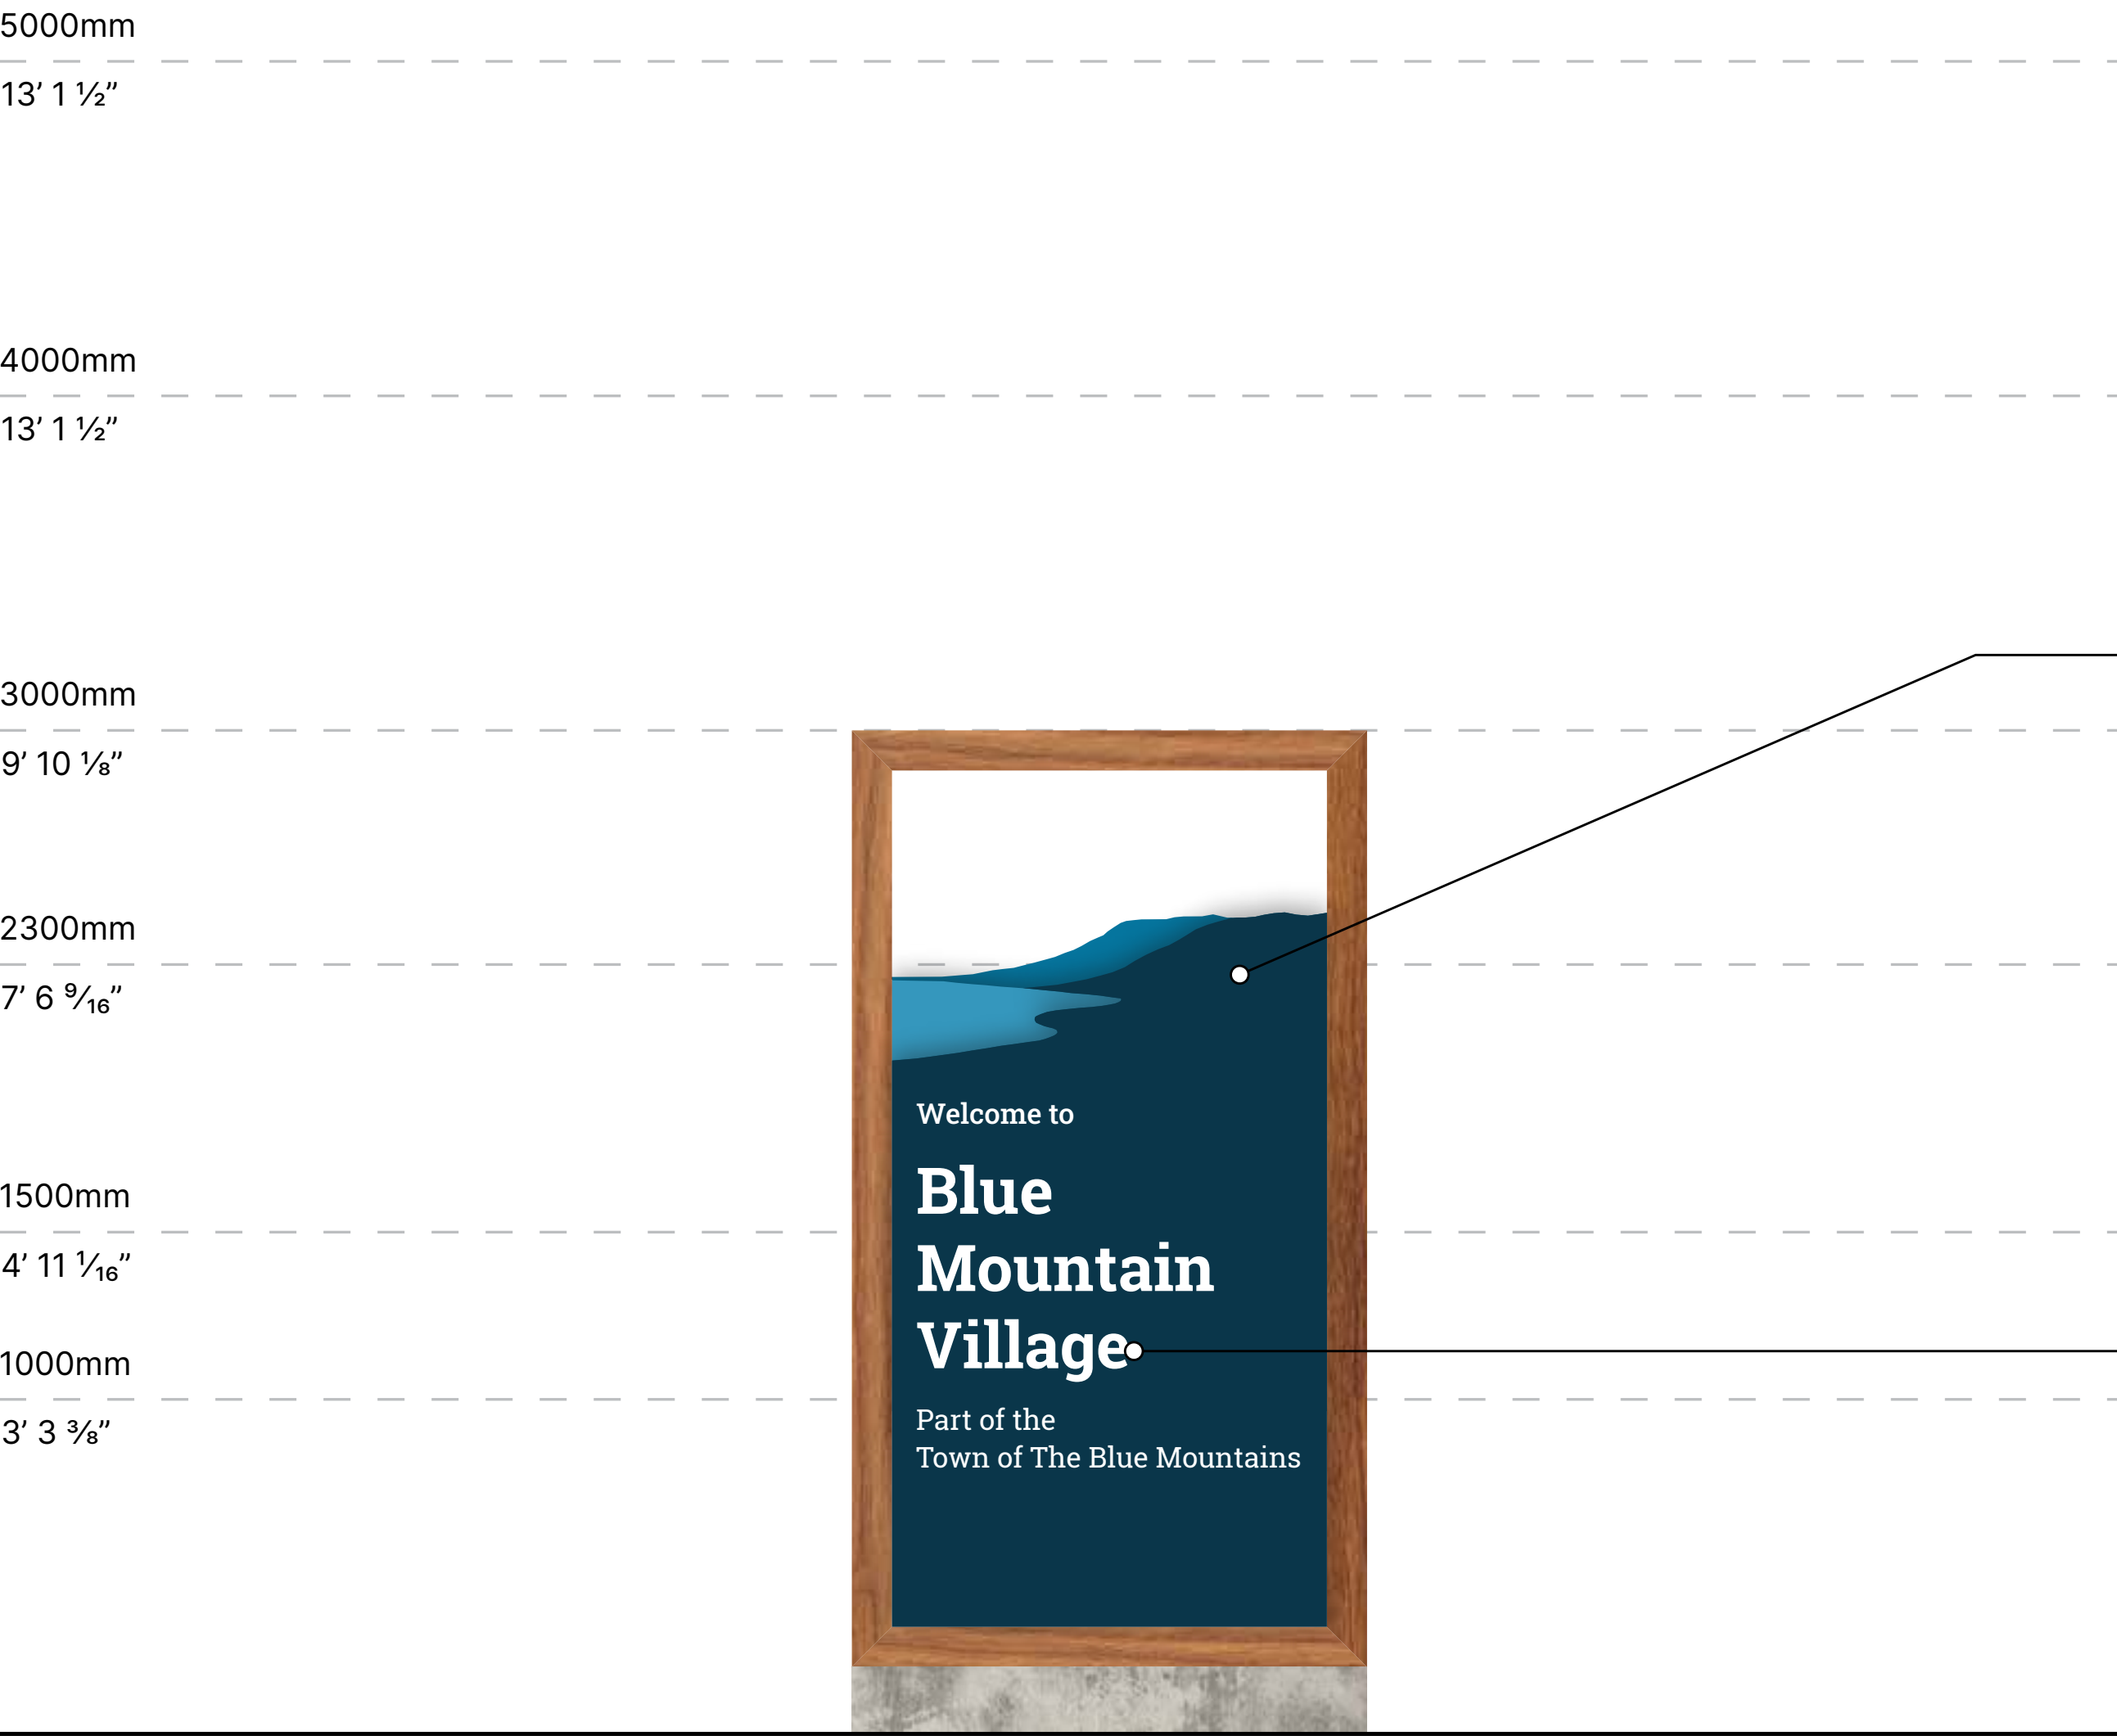 5000mm
13’ 1 ½”
4000mm
13’ 1 ½”
3000mm
9’ 10 ⅛”
2300mm
7’ 6 ⁹⁄₁₆”
1500mm
4’ 11 ¹⁄₁₆”
1000mm
3’ 3 ⅜”
Welcome to
Blue
Mountain
Village
Part of the
Town of The Blue Mountains